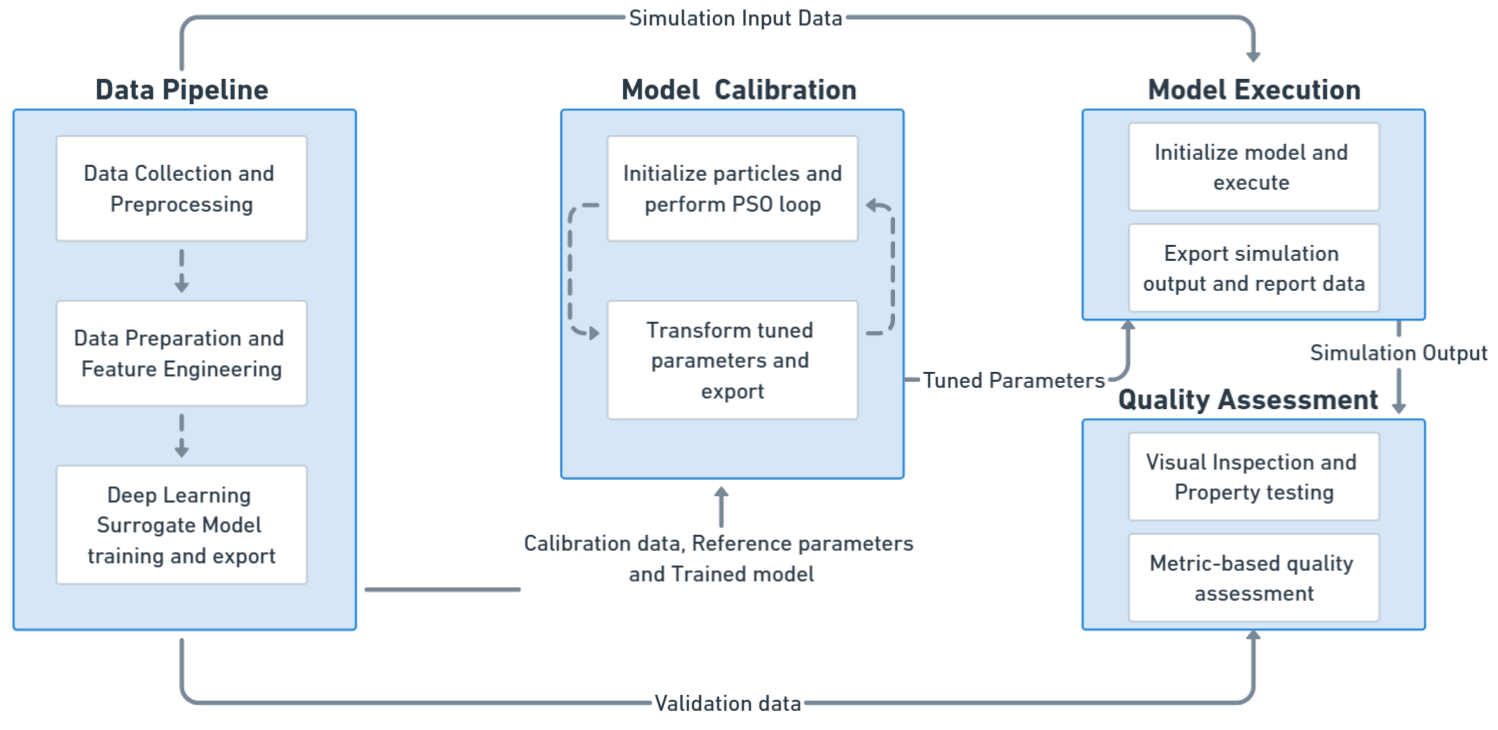 Simulation Input Data
Data Pipeline
Data Collection and
Preprocessing
Data Preparation and
Feature Engineering
Deep Learning
Surrogate Model
training and export
Model Calibration
Initialize particles and
perform PSO loop
Transform tuned
parameters and
export
Calibration data, Reference parameters
and Trained model
Tuned Parameters
Model Execution
Initialize model and
execute
Export simulation
output and report data
Simulation Output
Quality Assessment
Visual Inspection and
Property testing
Metric-based quality
assessment
Validation data